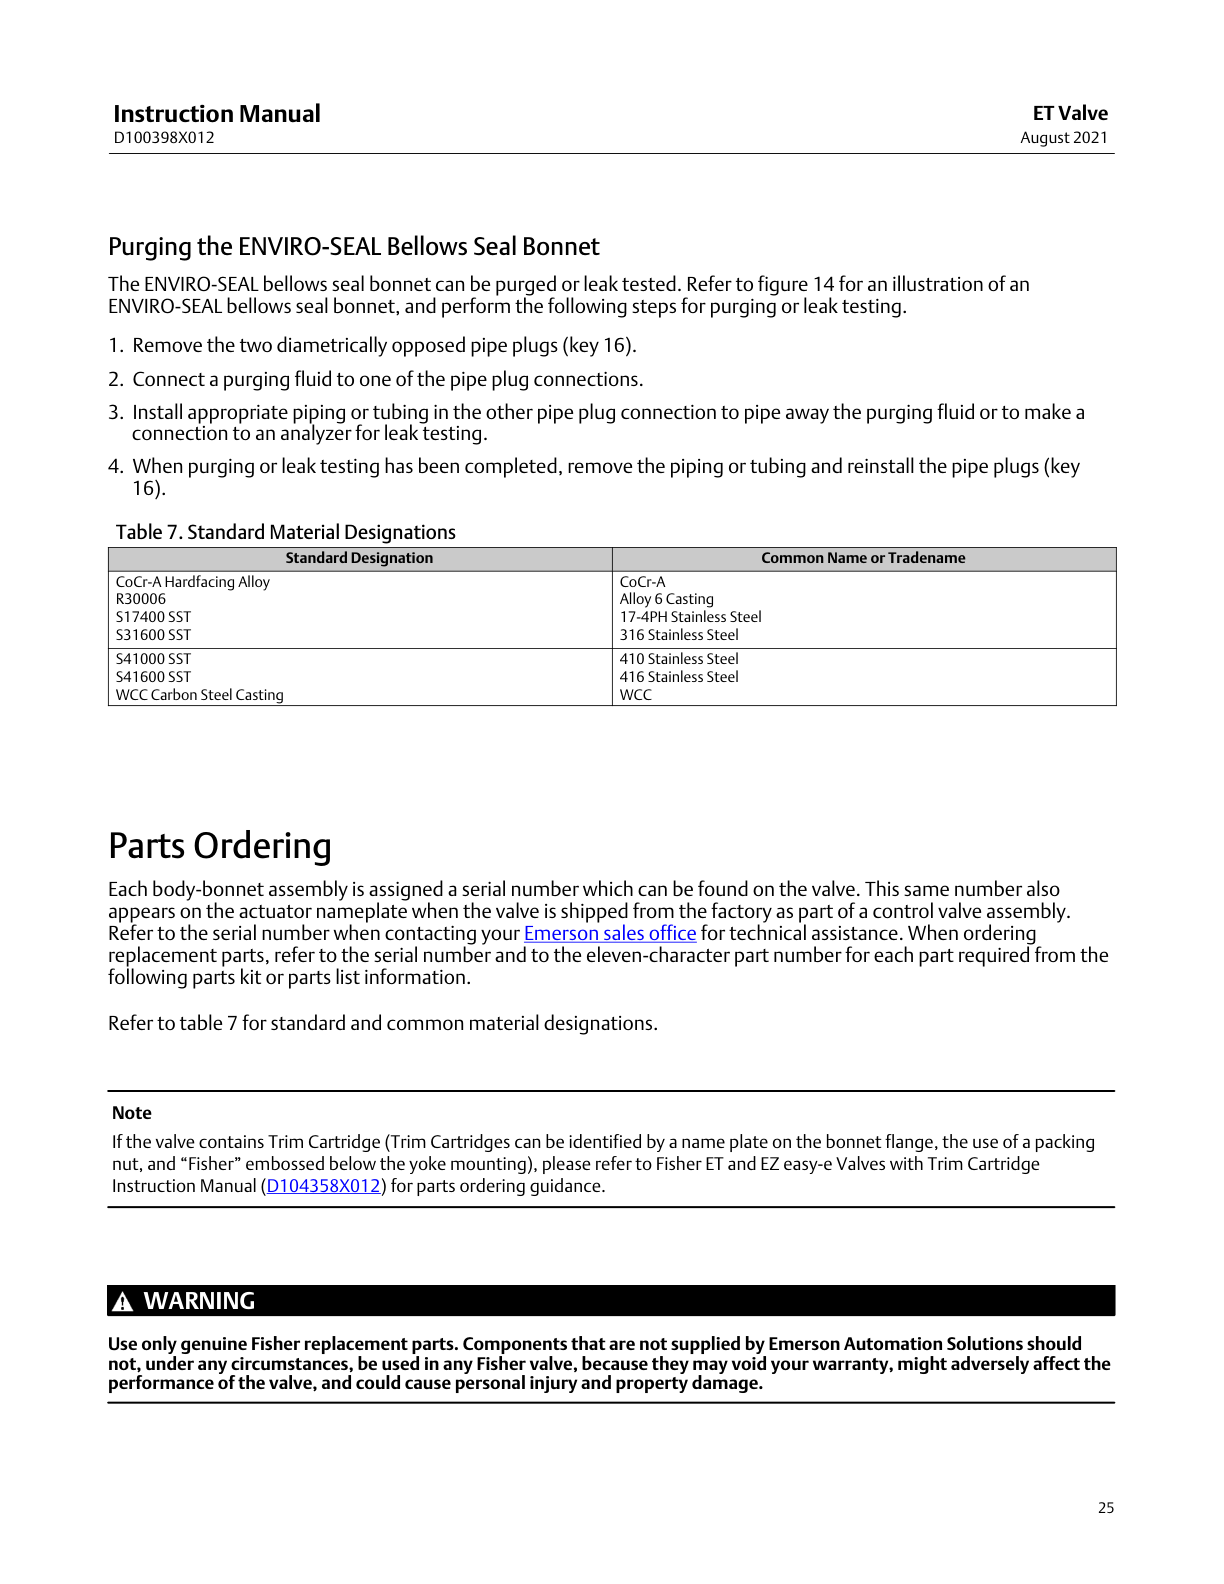 Instruction Manual
D100398X012
ET Valve
August 2021
Purging the ENVIRO-SEAL Bellows Seal Bonnet
The ENVIRO-SEAL bellows seal bonnet can be purged or leak tested. Refer to figure 14 for an illustration of an
ENVIRO-SEAL bellows seal bonnet, and perform the following steps for purging or leak testing.
1. Remove the two diametrically opposed pipe plugs (key 16).
2. Connect a purging fluid to one of the pipe plug connections.
3. Install appropriate piping or tubing in the other pipe plug connection to pipe away the purging fluid or to make a
connection to an analyzer for leak testing.
4. When purging or leak testing has been completed, remove the piping or tubing and reinstall the pipe plugs (key
16).
Table 7. Standard Material Designations
Standard Designation Common Name or Tradename
CoCr-A Hardfacing Alloy CoCr-A
R30006 Alloy 6 Casting
S17400 SST 17-4PH Stainless Steel
S31600 SST 316 Stainless Steel
S41000 SST 410 Stainless Steel
S41600 SST 416 Stainless Steel
WCC Carbon Steel Casting WCC
Parts Ordering
Each body-bonnet assembly is assigned a serial number which can be found on the valve. This same number also
appears on the actuator nameplate when the valve is shipped from the factory as part of a control valve assembly.
Refer to the serial number when contacting your Emerson sales office for technical assistance. When ordering
replacement parts, refer to the serial number and to the eleven-character part number for each part required from the
following parts kit or parts list information.
Refer to table 7 for standard and common material designations.
Note
If the valve contains Trim Cartridge (Trim Cartridges can be identified by a name plate on the bonnet flange, the use of a packing
nut, and “Fisher” embossed below the yoke mounting), please refer to Fisher ET and EZ easy-e Valves with Trim Cartridge
Instruction Manual (D104358X012) for parts ordering guidance.
WARNING
Use only genuine Fisher replacement parts. Components that are not supplied by Emerson Automation Solutions should
not, under any circumstances, be used in any Fisher valve, because they may void your warranty, might adversely affect the
performance of the valve, and could cause personal injury and property damage.
25